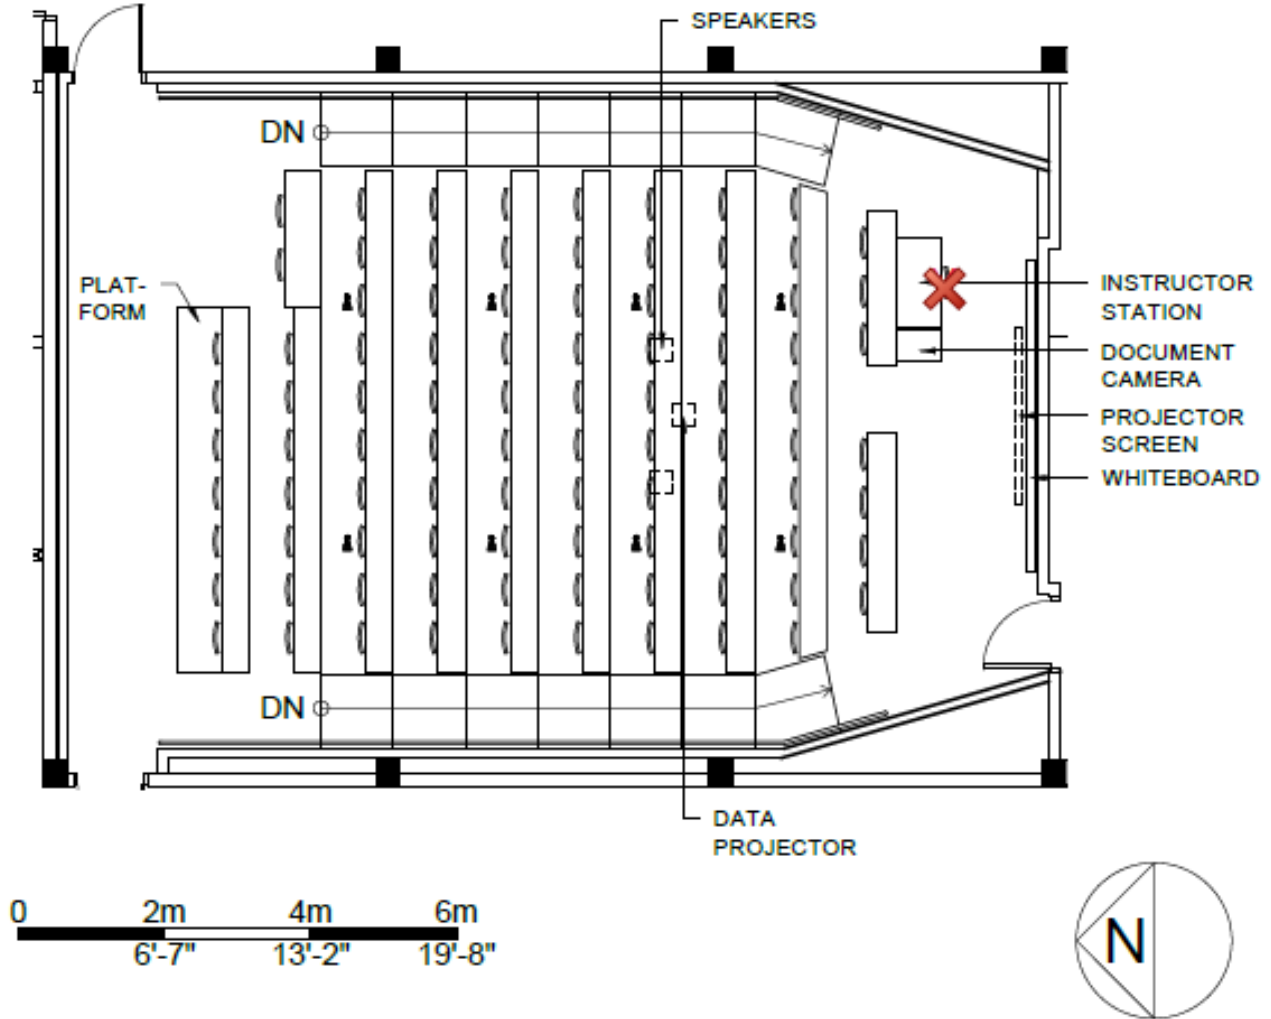 SPEAKERS
DN
PLAT-
FORM
INSTRUCTOR
STATION
DOCUMENT
CAMERA
PROJECTOR
SCREEN
WHITEBOARD
DN
DATA
PROJECTOR
0 2m 4m 6m
6'-7" 13'-2" 19'-8"
N